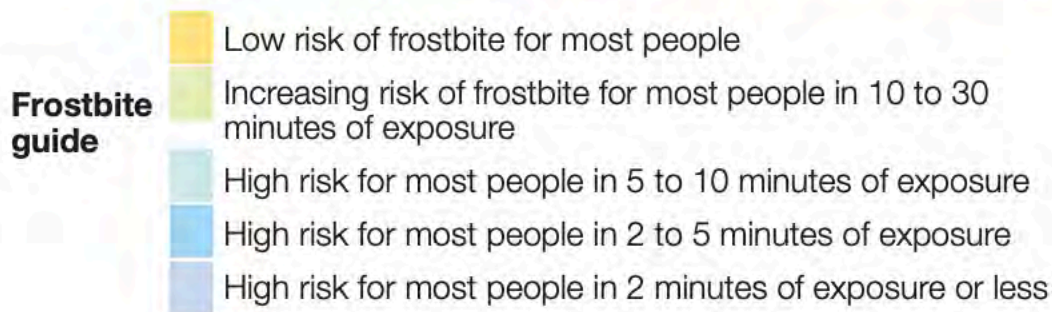 Frostbite
guide
Low risk of frostbite for most people
Increasing risk of frostbite for most people in 10 to 30
minutes of exposure
High risk for most people in 5 to 10 minutes of exposure
High risk for most people in 2 to 5 minutes of exposure
High risk for most people in 2 minutes of exposure or less